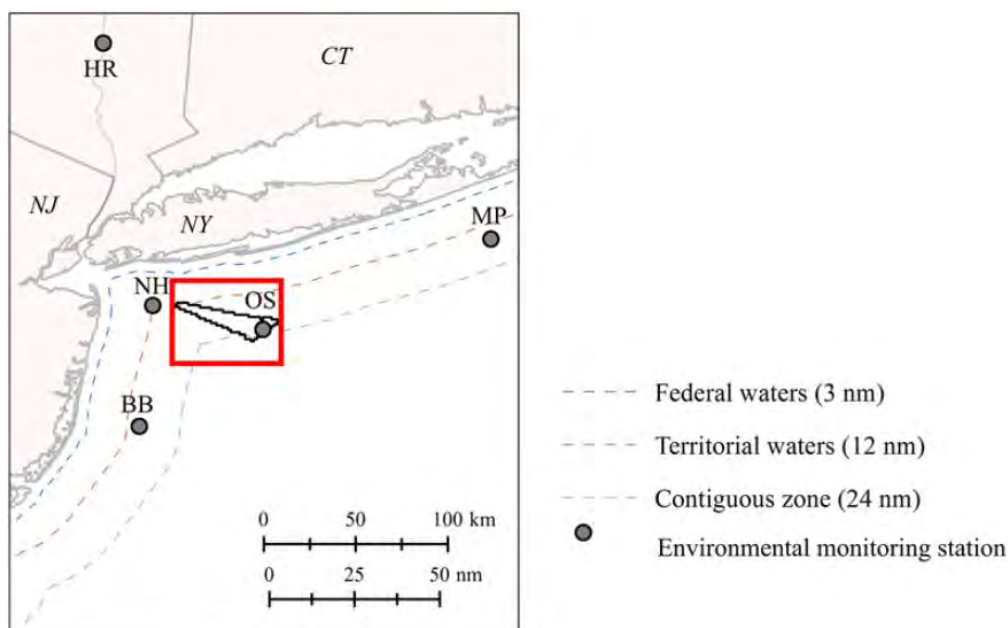 HR
CT
NJ
NY
MP
NH
OS
BB
0 50 100 km
0 25 50 nm
Federal waters (3 nm)
Territorial waters (12 nm)
Contiguous zone (24 nm)
Environmental monitoring station